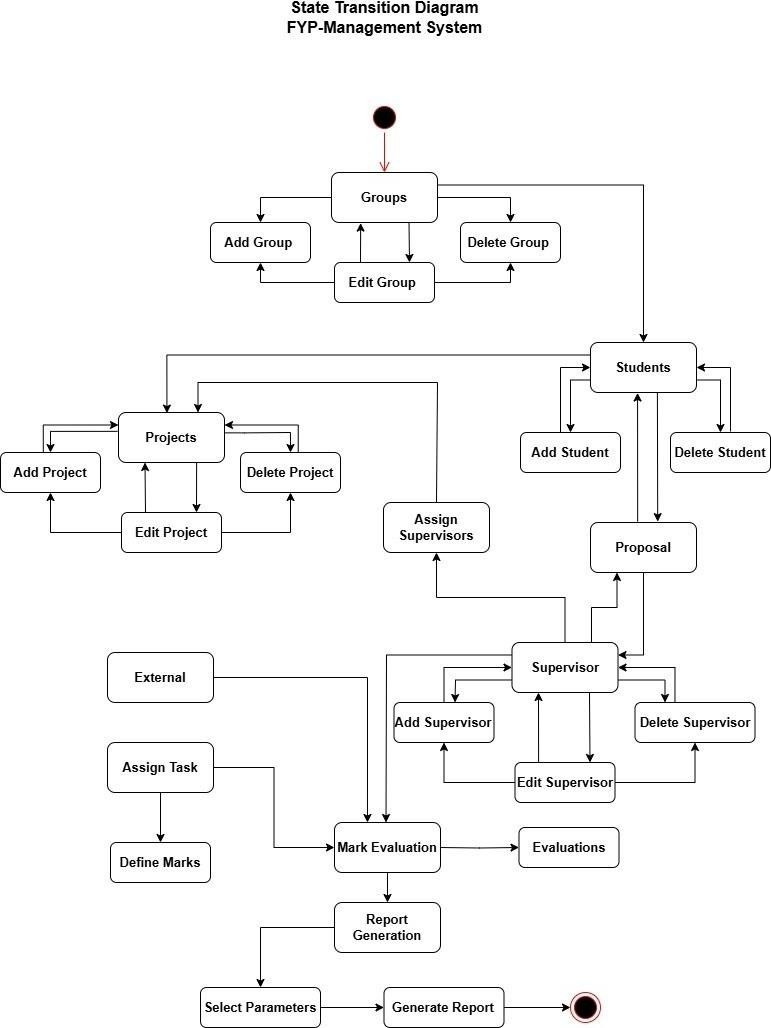 State Transition Diagram
FYP-Management System
Groups
Add Group
Delete Group
Edit Group
Students
Projects
Add Student
Delete Student
Add Project
Delete Project
Assign
Supervisors
Edit Project
Proposal
Supervisor
External
Add Supervisor
Delete Supervisor
Assign Task
Edit Supervisor
Mark Evaluation
Evaluations
Define Marks
Report
Generation
Select Parameters
Generate Report